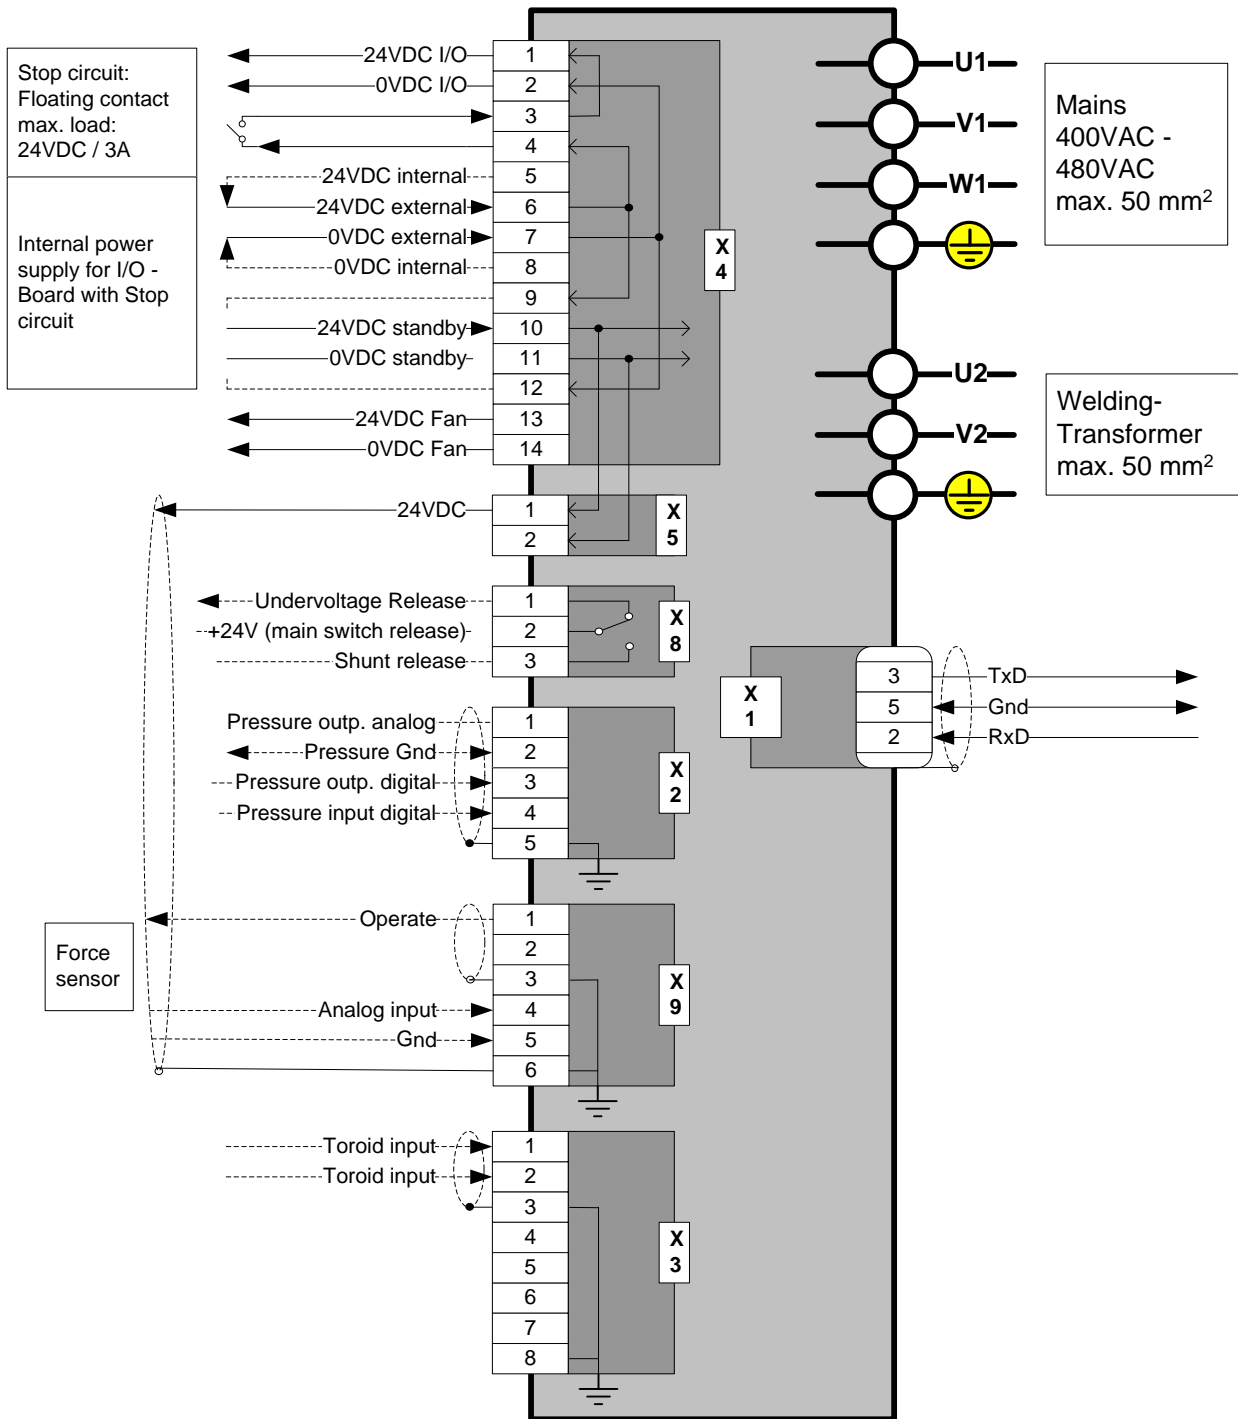 Stop circuit:
Floating contact
max. load:
24VDC / 3A
Internal power
supply for I/O -
Board with Stop
circuit
24VDC I/O 1
0VDC I/O 2
3
4
24VDC internal 5
24VDC external 6
0VDC external 7
0VDC internal 8
9
24VDC standby 10
0VDC standby 11
12
24VDC Fan 13
0VDC Fan 14
X
4
24VDC 1
2
X
5
Undervoltage Release 1
+24V (main switch release) 2
Shunt release 3
X
8
Pressure outp. analog 1
Pressure Gnd 2
Pressure outp. digital 3
Pressure input digital 4
5
X
2
Force
sensor
Operate 1
2
3
Analog input 4
Gnd 5
6
X
9
Toroid input 1
Toroid input 2
3
4
5
6
7
8
X
3
U1
V1
W1
Mains
400VAC -
480VAC
max. 50 mm²
U2
V2
Welding-
Transformer
max. 50 mm²
X
1
3 TxD
5 Gnd
2 RxD